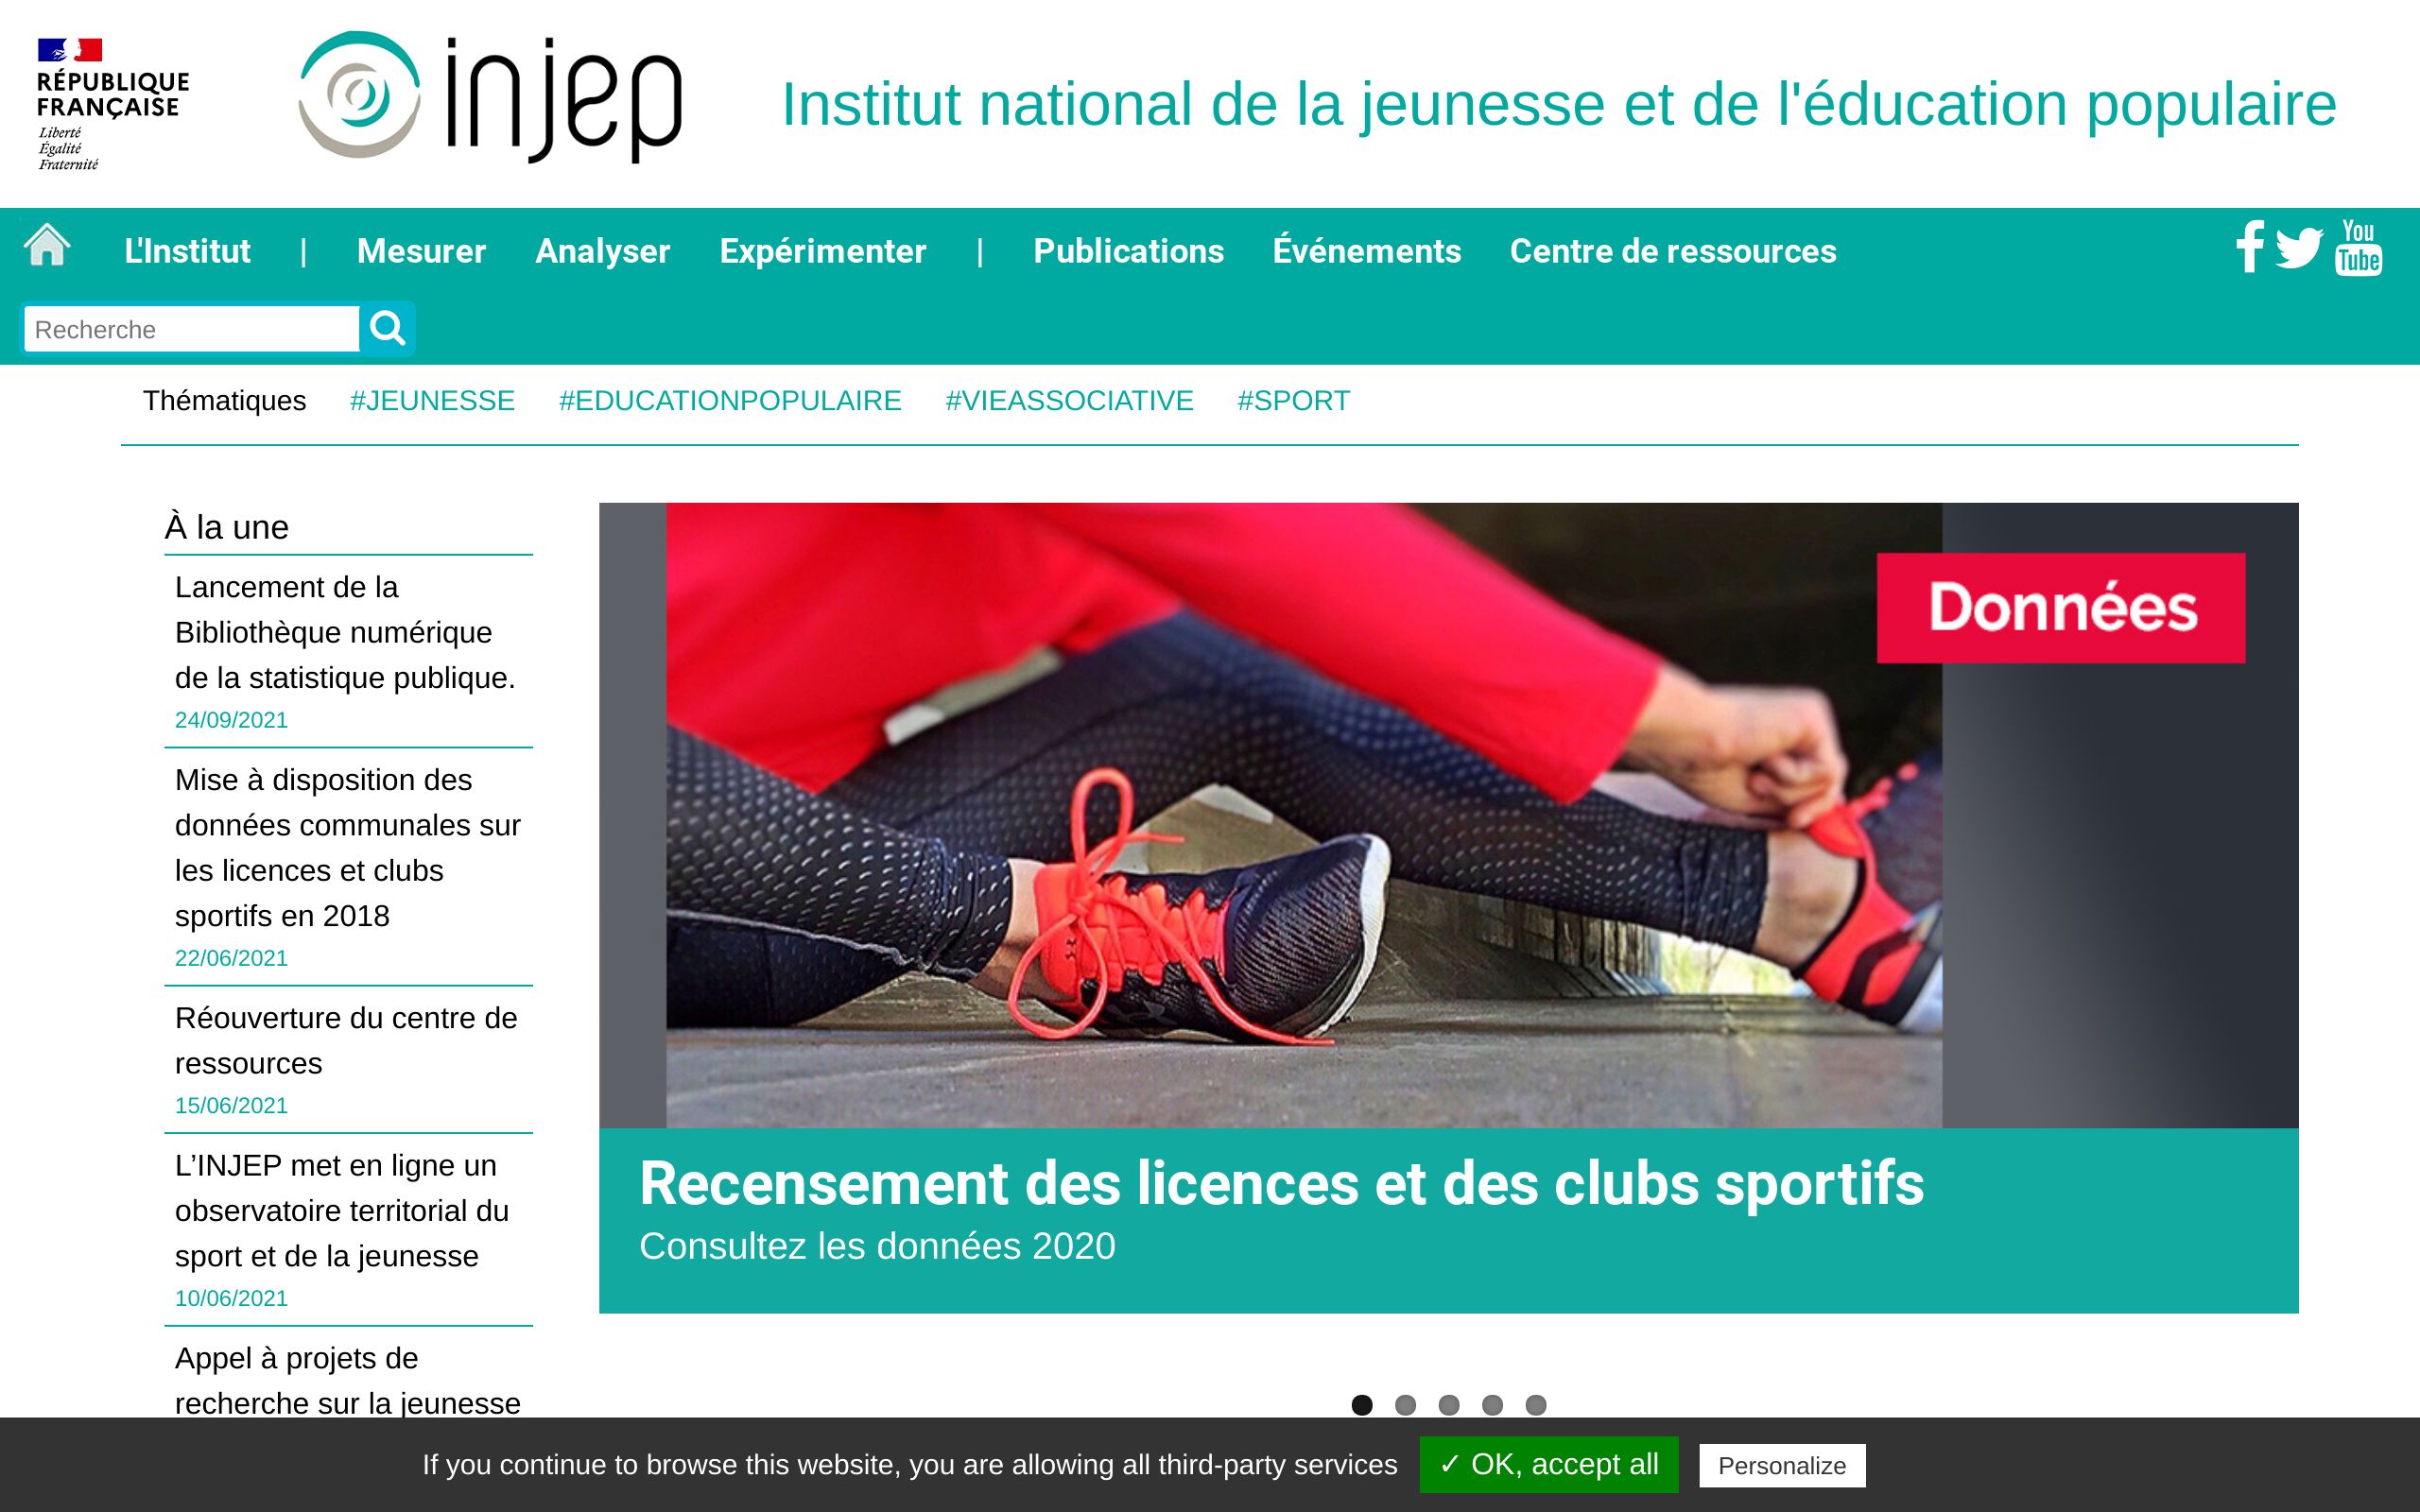 RÉPUBLIQUE
FRANÇAISE
Liberté
Égalité
Fraternité
injep
Institut national de la jeunesse et de l'éducation populaire
L'Institut | Mesurer Analyser Expérimenter | Publications Événements Centre de ressources
You
Tube
Recherche
Thématiques #JEUNESSE #EDUCATIONPOPULAIRE #VIEASSOCIATIVE #SPORT
À la une
Lancement de la
Bibliothèque numérique
de la statistique publique.
24/09/2021
Mise à disposition des
données communales sur
les licences et clubs
sportifs en 2018
22/06/2021
Réouverture du centre de
ressources
15/06/2021
L’INJEP met en ligne un
observatoire territorial du
sport et de la jeunesse
10/06/2021
Appel à projets de
recherche sur la jeunesse
Données
Recensement des licences et des clubs sportifs
Consultez les données 2020
If you continue to browse this website, you are allowing all third-party services ✓ OK, accept all Personalize